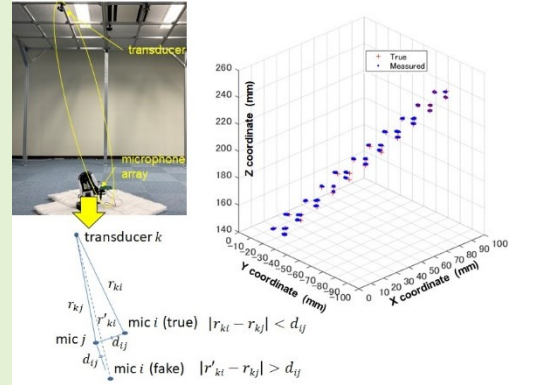 transducer
microphone
array
transducer k
r_ki
r_kj
r'_ki
mic i (true) |r_ki − r_kj| < d_ij
mic j
d_ij
d_ij
mic i (fake) |r'_ki − r_kj| > d_ij
True
Measured
Z coordinate (mm)
260
240
220
200
180
160
140
0
-10
-20
-30
-40
-50
-60
-70
-80
-90
-100
Y coordinate (mm)
0
10
20
30
40
50
60
70
80
90
100
X coordinate (mm)